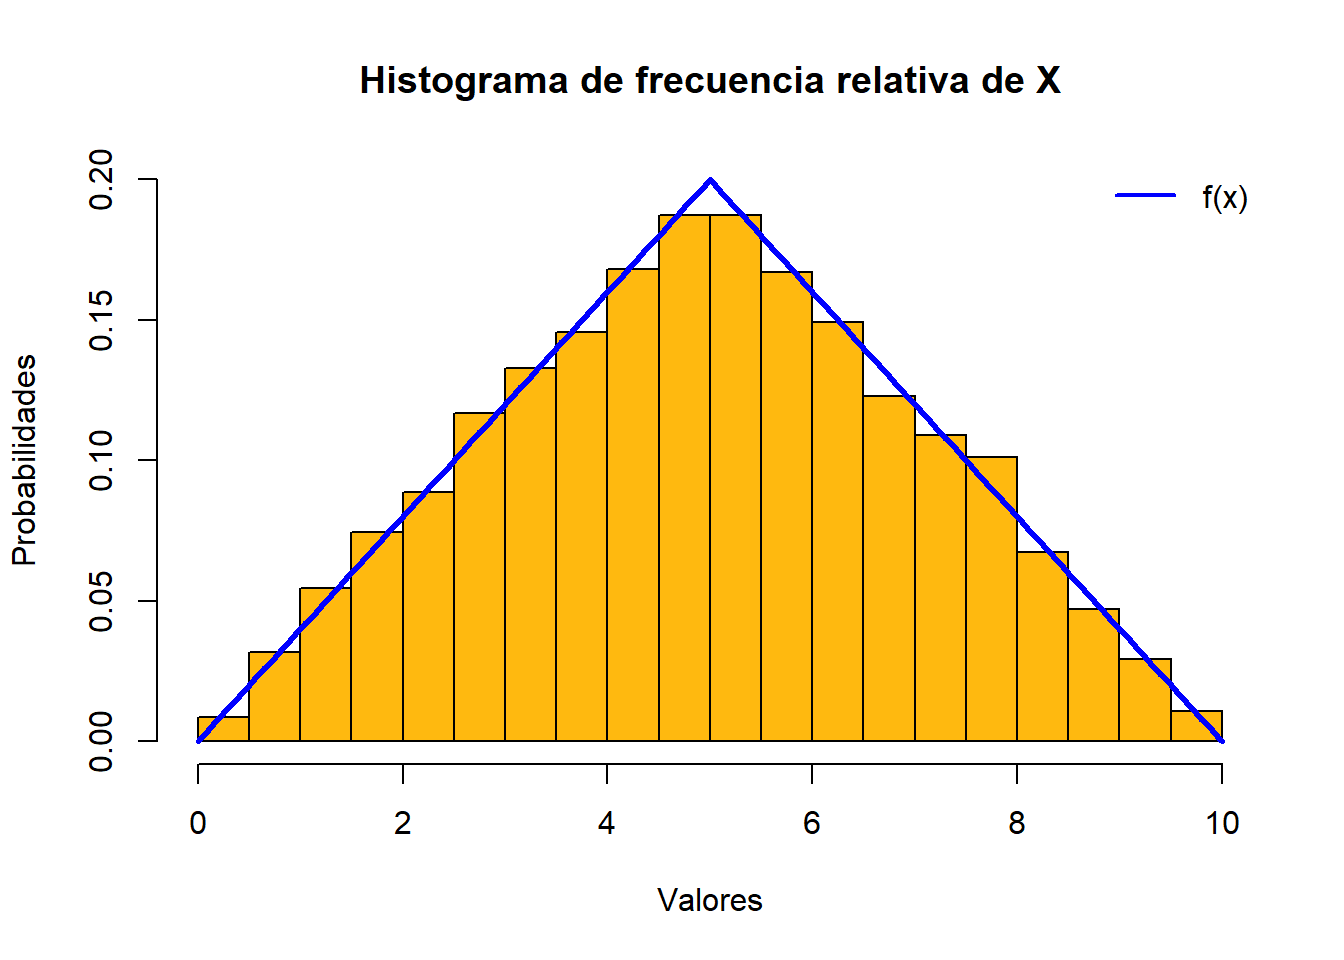 Histograma de frecuencia relativa de X
f(x)
Probabilidades
0.20
0.15
0.10
0.05
0.00
0 2 4 6 8 10
Valores